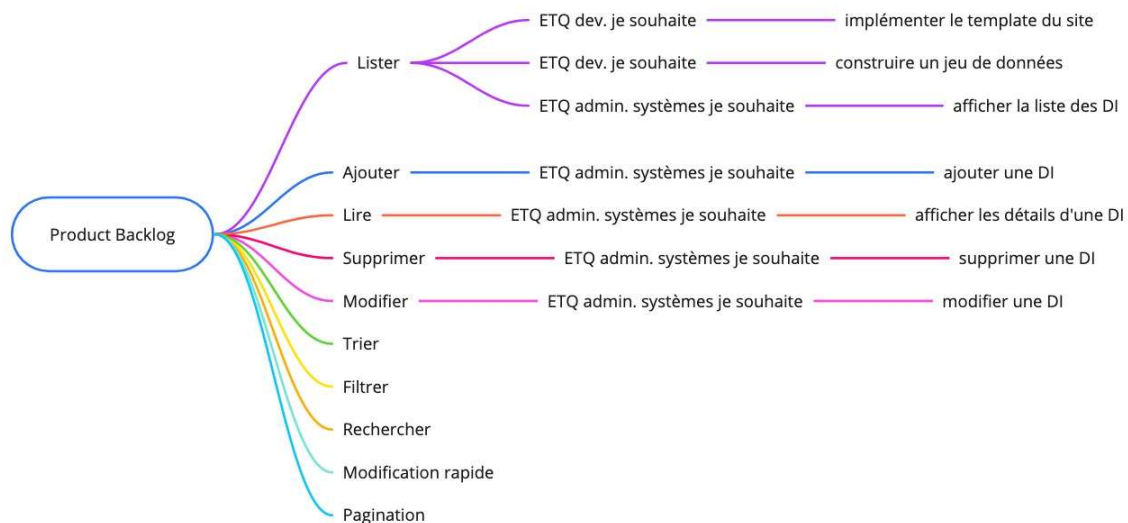 Product Backlog
Lister
ETQ dev. je souhaite
implémenter le template du site
ETQ dev. je souhaite
construire un jeu de données
ETQ admin. systèmes je souhaite
afficher la liste des DI
Ajouter
ETQ admin. systèmes je souhaite
ajouter une DI
Lire
ETQ admin. systèmes je souhaite
afficher les détails d'une DI
Supprimer
ETQ admin. systèmes je souhaite
supprimer une DI
Modifier
ETQ admin. systèmes je souhaite
modifier une DI
Trier
Filtrer
Rechercher
Modification rapide
Pagination